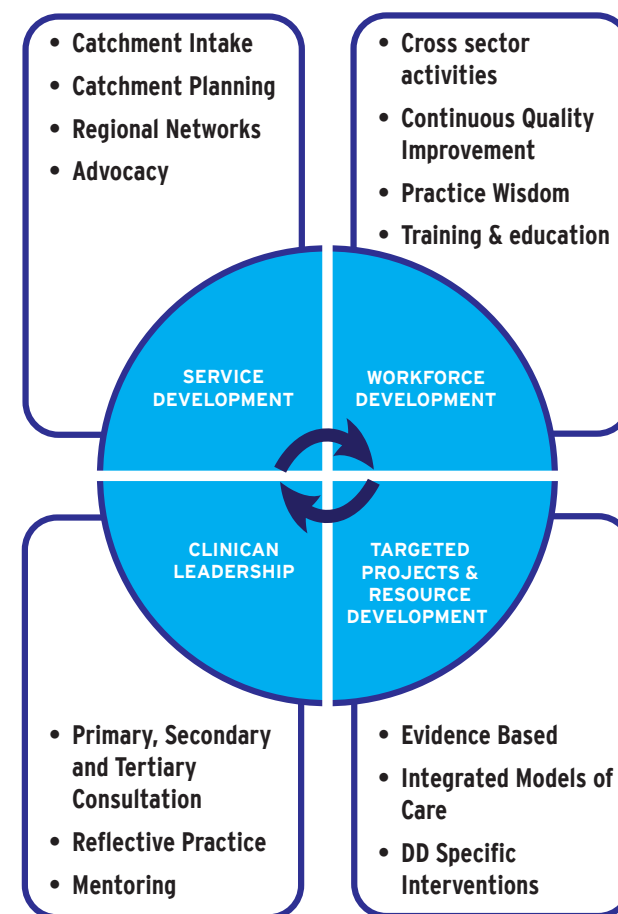 • Catchment Intake
• Catchment Planning
• Regional Networks
• Advocacy
• Cross sector
activities
• Continuous Quality
Improvement
• Practice Wisdom
• Training & education
SERVICE
DEVELOPMENT
WORKFORCE
DEVELOPMENT
CLINICAN
LEADERSHIP
TARGETED
PROJECTS &
RESOURCE
DEVELOPMENT
• Primary, Secondary
and Tertiary
Consultation
• Reflective Practice
• Mentoring
• Evidence Based
• Integrated Models of
Care
• DD Specific
Interventions